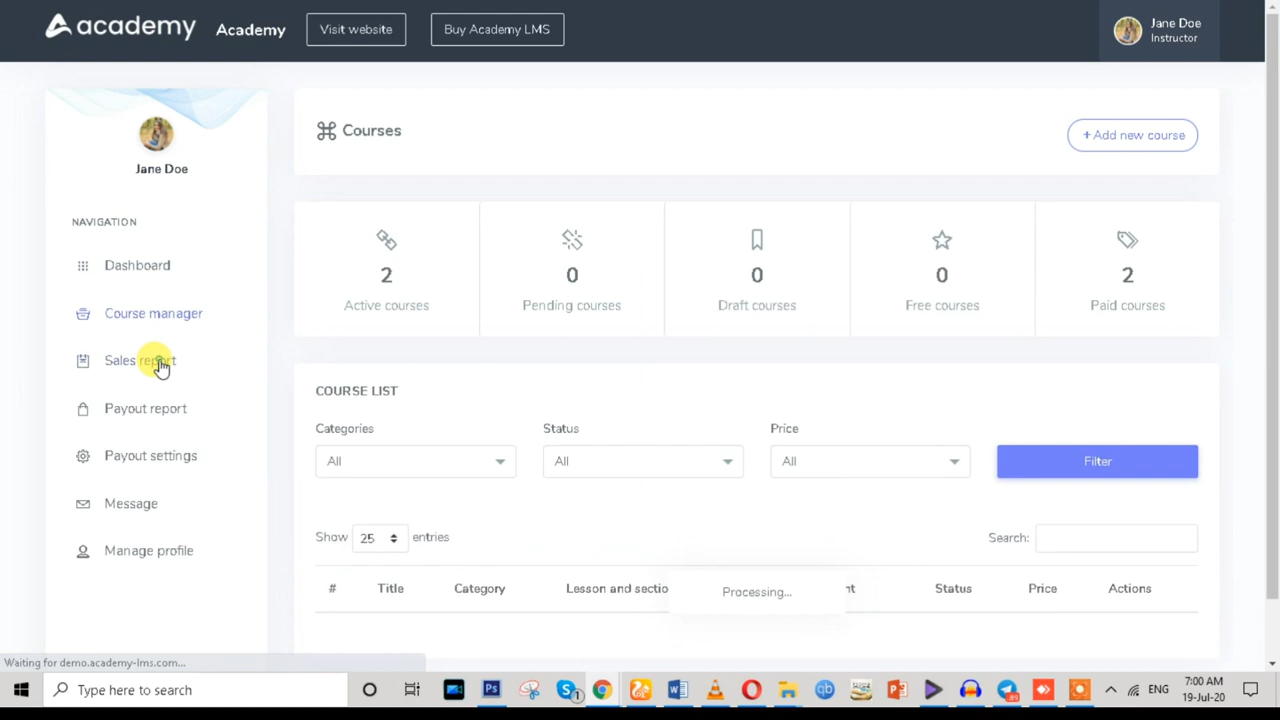 academy
Academy
Visit website
Buy Academy LMS
Jane Doe
Instructor
Jane Doe
NAVIGATION
Dashboard
Course manager
Sales report
Payout report
Payout settings
Message
Manage profile
Courses
+ Add new course
2
Active courses
0
Pending courses
0
Draft courses
0
Free courses
2
Paid courses
COURSE LIST
Categories
Status
Price
All
All
All
Filter
Show 25 entries
Search:
# Title Category Lesson and sectio Processing... nt Status Price Actions
Waiting for demo.academy-lms.com...
Type here to search
ENG
7:00 AM
19-Jul-20